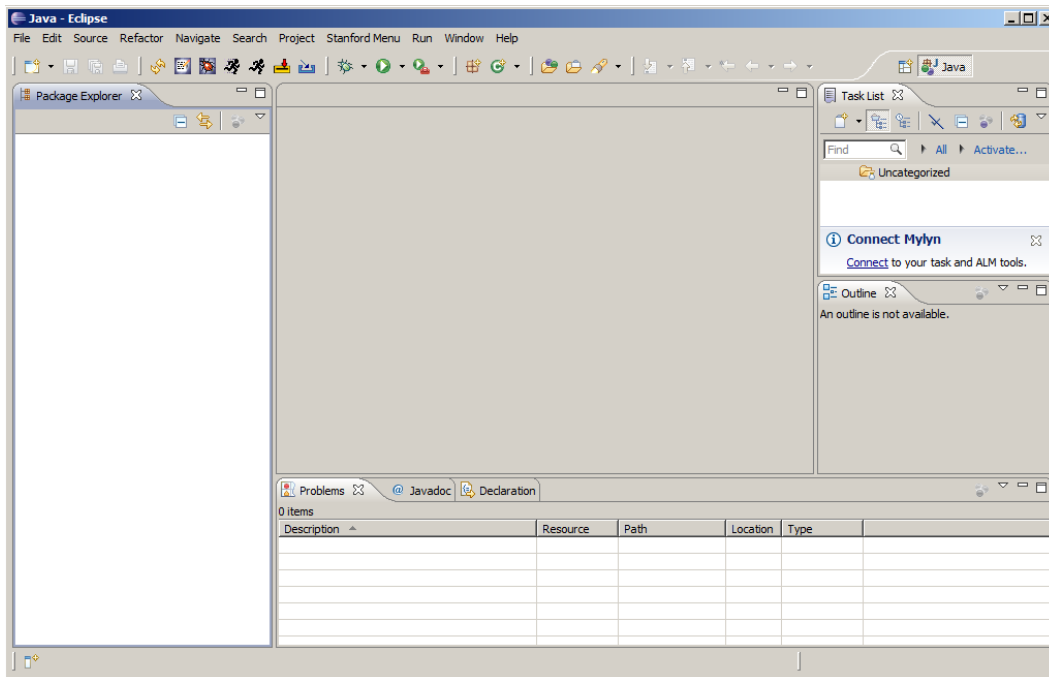 Java - Eclipse
File Edit Source Refactor Navigate Search Project Stanford Menu Run Window Help
Java
Package Explorer
Task List
Find All Activate...
Uncategorized
Connect Mylyn
Connect to your task and ALM tools.
Outline
An outline is not available.
Problems @ Javadoc Declaration
0 items
Description Resource Path Location Type